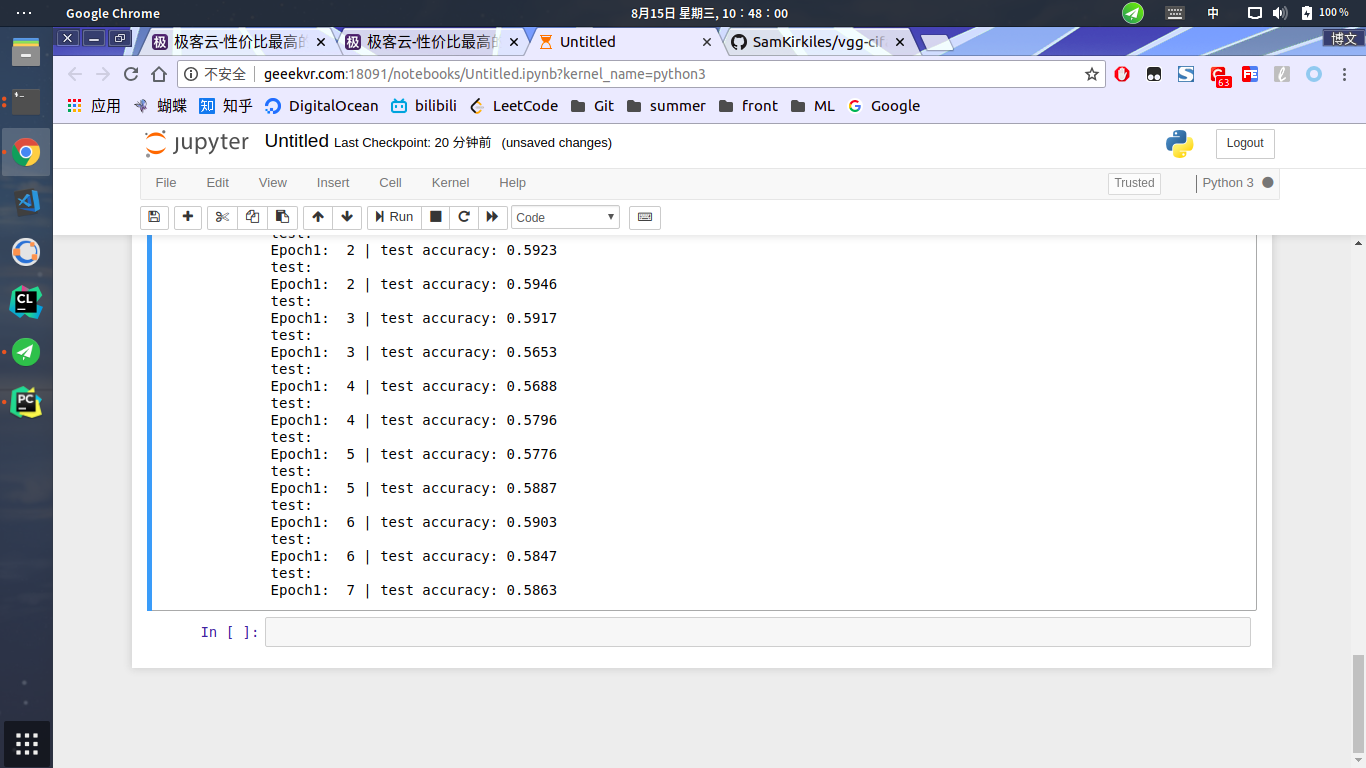 Google Chrome
8月15日 星期三, 10：48：00
中
100 %
极客云-性价比最高的
极客云-性价比最高的
Untitled
SamKirkiles/vgg-cif
博文
不安全
geeekvr.com:18091/notebooks/Untitled.ipynb?kernel_name=python3
63
FE
应用
蝴蝶
知 知乎
DigitalOcean
bilibili
LeetCode
Git
summer
front
ML
Google
jupyter
Untitled Last Checkpoint: 20 分钟前 (unsaved changes)
Logout
File Edit View Insert Cell Kernel Help
Trusted
Python 3
Run
Code
test:
Epoch1:  2 | test accuracy: 0.5923
test:
Epoch1:  2 | test accuracy: 0.5946
test:
Epoch1:  3 | test accuracy: 0.5917
test:
Epoch1:  3 | test accuracy: 0.5653
test:
Epoch1:  4 | test accuracy: 0.5688
test:
Epoch1:  4 | test accuracy: 0.5796
test:
Epoch1:  5 | test accuracy: 0.5776
test:
Epoch1:  5 | test accuracy: 0.5887
test:
Epoch1:  6 | test accuracy: 0.5903
test:
Epoch1:  6 | test accuracy: 0.5847
test:
Epoch1:  7 | test accuracy: 0.5863
In [ ]:
CL
PC